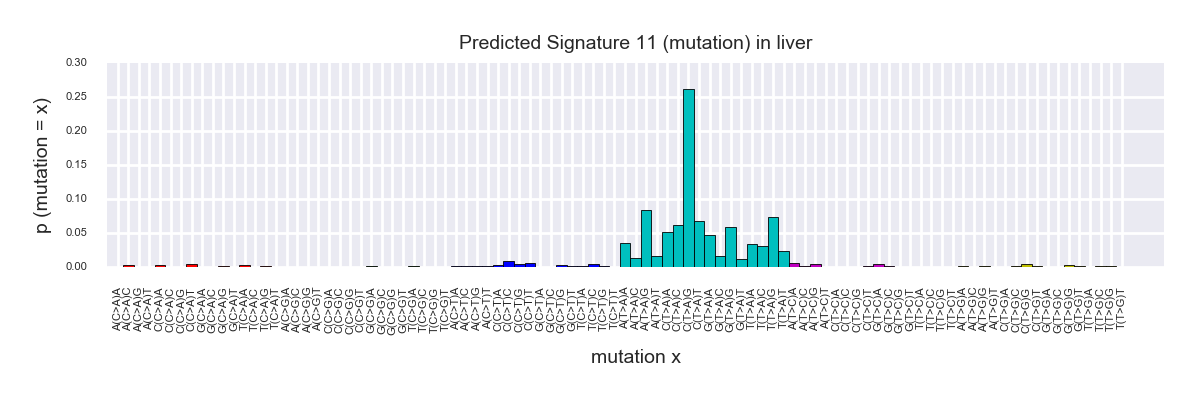 Predicted Signature 11 (mutation) in liver
0.30
0.25
0.20
0.15
0.10
0.05
0.00
p (mutation = x)
A(C>A)A
A(C>A)C
A(C>A)G
A(C>A)T
C(C>A)A
C(C>A)C
C(C>A)G
C(C>A)T
G(C>A)A
G(C>A)C
G(C>A)G
G(C>A)T
T(C>A)A
T(C>A)C
T(C>A)G
T(C>A)T
A(C>G)A
A(C>G)C
A(C>G)G
A(C>G)T
C(C>G)A
C(C>G)C
C(C>G)G
C(C>G)T
G(C>G)A
G(C>G)C
G(C>G)G
G(C>G)T
T(C>G)A
T(C>G)C
T(C>G)G
T(C>G)T
A(C>T)A
A(C>T)C
A(C>T)G
A(C>T)T
C(C>T)A
C(C>T)C
C(C>T)G
C(C>T)T
G(C>T)A
G(C>T)C
G(C>T)G
G(C>T)T
T(C>T)A
T(C>T)C
T(C>T)G
T(C>T)T
A(T>A)A
A(T>A)C
A(T>A)G
A(T>A)T
C(T>A)A
C(T>A)C
C(T>A)G
C(T>A)T
G(T>A)A
G(T>A)C
G(T>A)G
G(T>A)T
T(T>A)A
T(T>A)C
T(T>A)G
T(T>A)T
A(T>C)A
A(T>C)C
A(T>C)G
A(T>C)T
C(T>C)A
C(T>C)C
C(T>C)G
C(T>C)T
G(T>C)A
G(T>C)C
G(T>C)G
G(T>C)T
T(T>C)A
T(T>C)C
T(T>C)G
T(T>C)T
A(T>G)A
A(T>G)C
A(T>G)G
A(T>G)T
C(T>G)A
C(T>G)C
C(T>G)G
C(T>G)T
G(T>G)A
G(T>G)C
G(T>G)G
G(T>G)T
T(T>G)A
T(T>G)C
T(T>G)G
T(T>G)T
mutation x